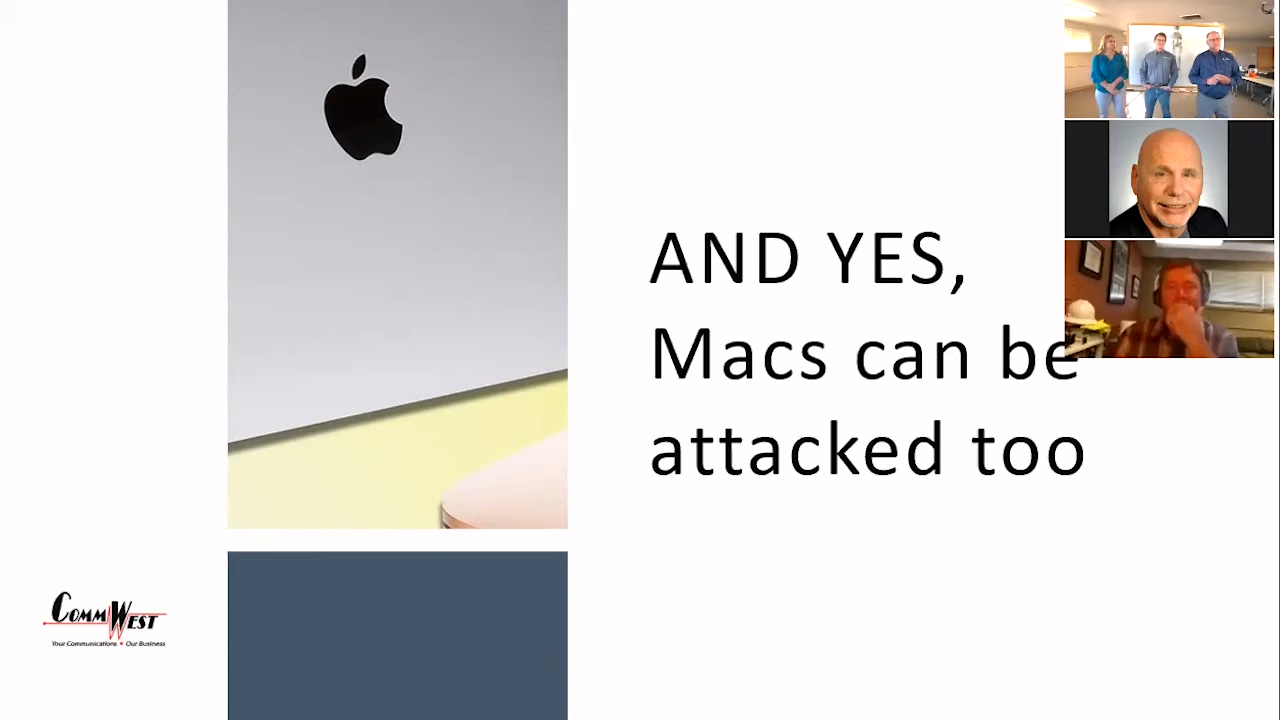 AND YES,
Macs can be
attacked too
COMMWEST
Your Communications • Our Business